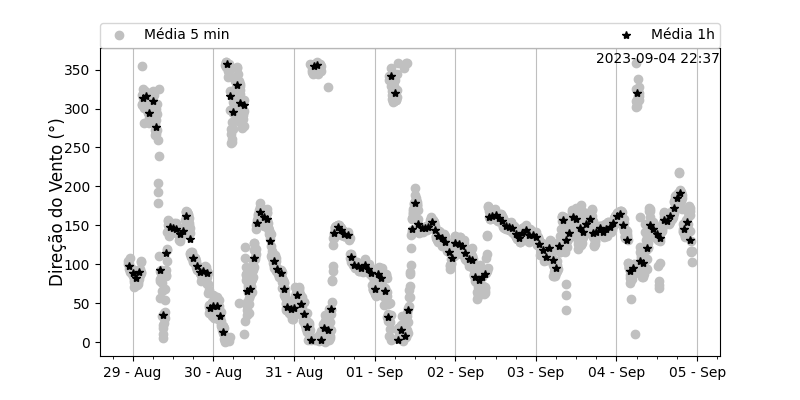 Média 5 min
Média 1h
2023-09-04 22:37
Direção do Vento (°)
350
300
250
200
150
100
50
0
29 - Aug
30 - Aug
31 - Aug
01 - Sep
02 - Sep
03 - Sep
04 - Sep
05 - Sep